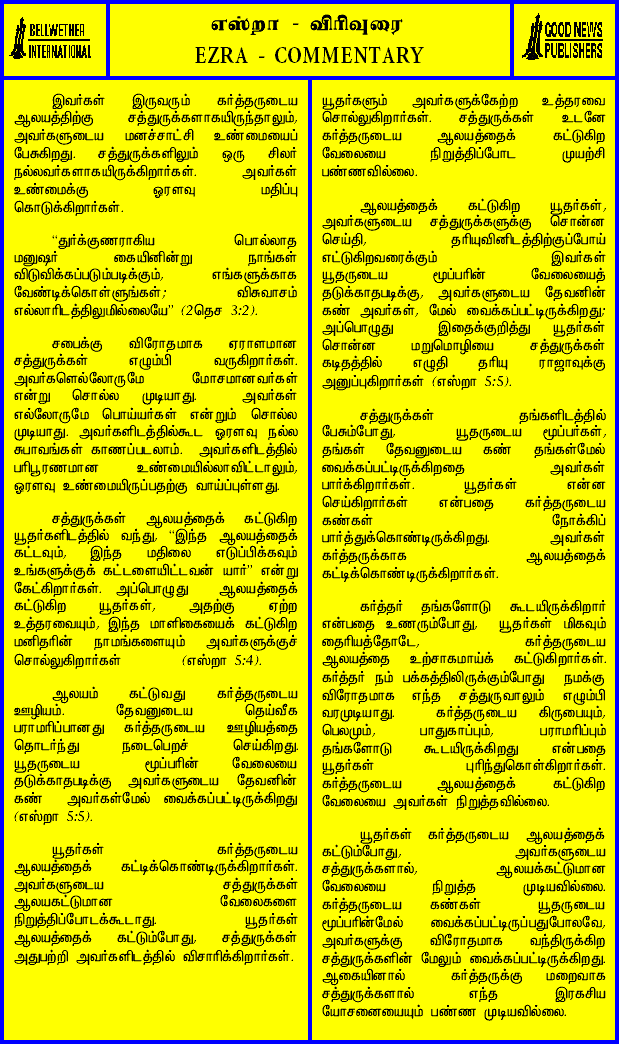 BELLWETHER
INTERNATIONAL
எஸ்றா - விரிவுரை
EZRA - COMMENTARY
GOOD NEWS
PUBLISHERS
இவர்கள் இருவரும் கர்த்தருடைய
ஆலயத்திற்கு சத்துருக்களாகயிருந்தாலும்,
அவர்களுடைய மனச்சாட்சி உண்மையைப்
பேசுகிறது. சத்துருக்களிலும் ஒரு சிலர்
நல்லவர்களாகயிருக்கிறார்கள். அவர்கள்
உண்மைக்கு ஓரளவு மதிப்பு
கொடுக்கிறார்கள்.
“துர்க்குணராகிய பொல்லாத
மனுஷர் கையினின்று நாங்கள்
விடுவிக்கப்படும்படிக்கும், எங்களுக்காக
வேண்டிக்கொள்ளுங்கள்; விசுவாசம்
எல்லாரிடத்திலுமில்லையே” (2தெச 3:2).
சபைக்கு விரோதமாக ஏராளமான
சத்துருக்கள் எழும்பி வருகிறார்கள்.
அவர்களெல்லோருமே மோசமானவர்கள்
என்று சொல்ல முடியாது. அவர்கள்
எல்லோருமே பொய்யர்கள் என்றும் சொல்ல
முடியாது. அவர்களிடத்தில்கூட ஓரளவு நல்ல
சுபாவங்கள் காணப்படலாம். அவர்களிடத்தில்
பரிபூரணமான உண்மையில்லாவிட்டாலும்,
ஓரளவு உண்மையிருப்பதற்கு வாய்ப்புள்ளது.
சத்துருக்கள் ஆலயத்தைக் கட்டுகிற
யூதர்களிடத்தில் வந்து, “இந்த ஆலயத்தைக்
கட்டவும், இந்த மதிலை எடுப்பிக்கவும்
உங்களுக்குக் கட்டளையிட்டவன் யார்” என்று
கேட்கிறார்கள். அப்பொழுது ஆலயத்தைக்
கட்டுகிற யூதர்கள், அதற்கு ஏற்ற
உத்தரவையும், இந்த மாளிகையைக் கட்டுகிற
மனிதரின் நாமங்களையும் அவர்களுக்குச்
சொல்லுகிறார்கள் (எஸ்றா 5:4).
ஆலயம் கட்டுவது கர்த்தருடைய
ஊழியம். தேவனுடைய தெய்வீக
பராமரிப்பானது கர்த்தருடைய ஊழியத்தை
தொடர்ந்து நடைபெறச் செய்கிறது.
யூதருடைய மூப்பரின் வேலையை
தடுக்காதபடிக்கு அவர்களுடைய தேவனின்
கண் அவர்கள்மேல் வைக்கப்பட்டிருக்கிறது
(எஸ்றா 5:5).
யூதர்கள் கர்த்தருடைய
ஆலயத்தைக் கட்டிக்கொண்டிருக்கிறார்கள்.
அவர்களுடைய சத்துருக்கள்
ஆலயகட்டுமான வேலைகளை
நிறுத்திப்போடக்கூடாது. யூதர்கள்
ஆலயத்தைக் கட்டும்போது, சத்துருக்கள்
அதுபற்றி அவர்களிடத்தில் விசாரிக்கிறார்கள்.
யூதர்களும் அவர்களுக்கேற்ற உத்தரவை
சொல்லுகிறார்கள். சத்துருக்கள் உடனே
கர்த்தருடைய ஆலயத்தைக் கட்டுகிற
வேலையை நிறுத்திப்போட முயற்சி
பண்ணவில்லை.
ஆலயத்தைக் கட்டுகிற யூதர்கள்,
அவர்களுடைய சத்துருக்களுக்கு சொன்ன
செய்தி, தரியுவினிடத்திற்குப்போய்
எட்டுகிறவரைக்கும் இவர்கள்
யூதருடைய மூப்பரின் வேலையைத்
தடுக்காதபடிக்கு, அவர்களுடைய தேவனின்
கண் அவர்கள், மேல் வைக்கப்பட்டிருக்கிறது;
அப்பொழுது இதைக்குறித்து யூதர்கள்
சொன்ன மறுமொழியை சத்துருக்கள்
கடிதத்தில் எழுதி தரியு ராஜாவுக்கு
அனுப்புகிறார்கள் (எஸ்றா 5:5).
சத்துருக்கள் தங்களிடத்தில்
பேசும்போது, யூதருடைய மூப்பர்கள்,
தங்கள் தேவனுடைய கண் தங்கள்மேல்
வைக்கப்பட்டிருக்கிறதை அவர்கள்
பார்க்கிறார்கள். யூதர்கள் என்ன
செய்கிறார்கள் என்பதை கர்த்தருடைய
கண்கள் நோக்கிப்
பார்த்துக்கொண்டிருக்கிறது. அவர்கள்
கர்த்தருக்காக ஆலயத்தைக்
கட்டிக்கொண்டிருக்கிறார்கள்.
கர்த்தர் தங்களோடு கூடயிருக்கிறார்
என்பதை உணரும்போது, யூதர்கள் மிகவும்
தைரியத்தோடே, கர்த்தருடைய
ஆலயத்தை உற்சாகமாய்க் கட்டுகிறார்கள்.
கர்த்தர் நம் பக்கத்திலிருக்கும்போது நமக்கு
விரோதமாக எந்த சத்துருவாலும் எழும்பி
வரமுடியாது. கர்த்தருடைய கிருபையும்,
பெலமும், பாதுகாப்பும், பராமரிப்பும்
தங்களோடு கூடயிருக்கிறது என்பதை
யூதர்கள் புரிந்துகொள்கிறார்கள்.
கர்த்தருடைய ஆலயத்தைக் கட்டுகிற
வேலையை அவர்கள் நிறுத்தவில்லை.
யூதர்கள் கர்த்தருடைய ஆலயத்தைக்
கட்டும்போது, அவர்களுடைய
சத்துருக்களால், ஆலயக்கட்டுமான
வேலையை நிறுத்த முடியவில்லை.
கர்த்தருடைய கண்கள் யூதருடைய
மூப்பரின்மேல் வைக்கப்பட்டிருப்பதுபோலவே,
அவர்களுக்கு விரோதமாக வந்திருக்கிற
சத்துருக்களின் மேலும் வைக்கப்பட்டிருக்கிறது.
ஆகையினால் கர்த்தருக்கு மறைவாக
சத்துருக்களால் எந்த இரகசிய
யோசனையையும் பண்ண முடியவில்லை.